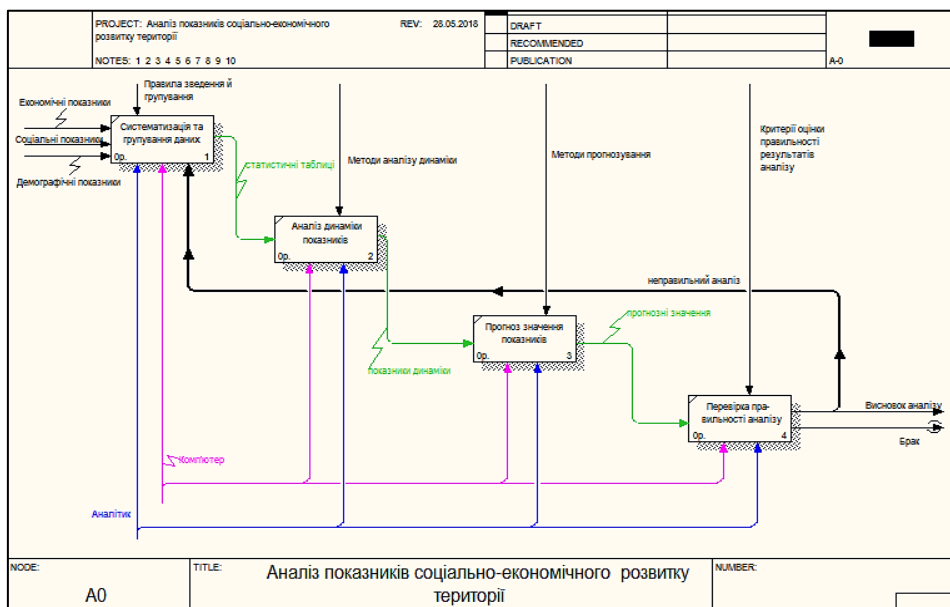 PROJECT: Аналіз показників соціально-економічного
розвитку території
REV: 28.05.2018
NOTES: 1 2 3 4 5 6 7 8 9 10
DRAFT
RECOMMENDED
PUBLICATION
A-0
Правила зведення й
групування
Економічні показники
Соціальні показники
Демографічні показники
Систематизація та
групування даних
0р. 1
статистичні таблиці
Методи аналізу динаміки
Методи прогнозування
Критерії оцінки
правильності
результатів
аналізу
Аналіз динаміки
показників
0р. 2
неправильний аналіз
Прогноз значення
показників
0р. 3
прогнозні значення
показники динаміки
Перевірка пра-
вильності аналізу
0р. 4
Висновок аналізу
Брак
Комп'ютер
Аналітик
NODE:
A0
TITLE:
Аналіз показників соціально-економічного розвитку
території
NUMBER: